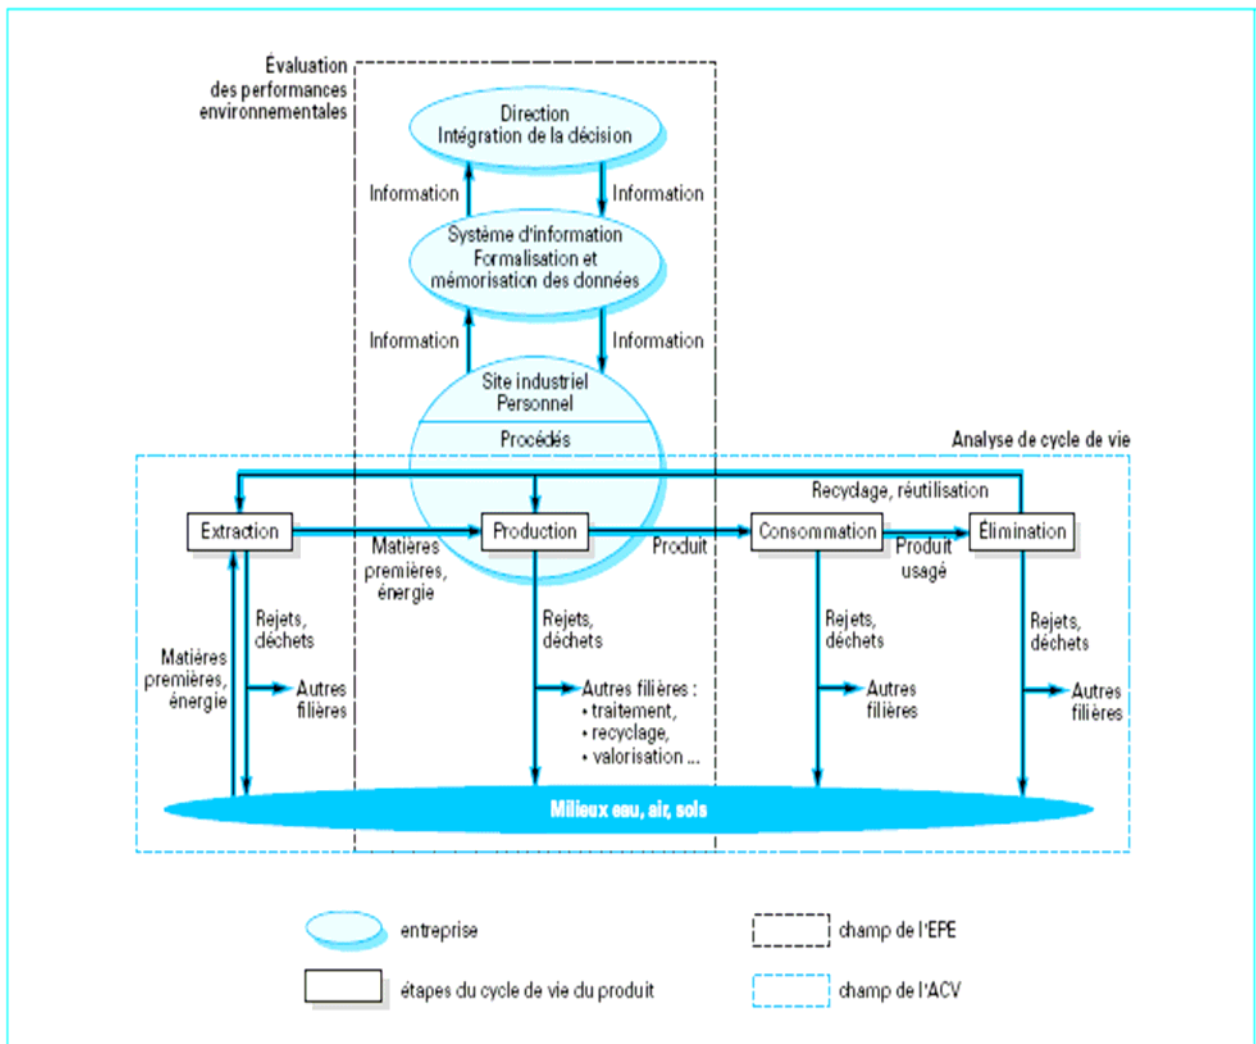 Évaluation
des performances
environnementales
Direction
Intégration de la décision
Information
Information
Système d'information
Formalisation et
mémorisation des données
Information
Information
Site industriel
Personnel
Procédés
Analyse de cycle de vie
Recyclage, réutilisation
Extraction
Matières
premières,
énergie
Production
Produit
Consommation
Produit
usagé
Élimination
Matières
premières,
énergie
Rejets,
déchets
Autres
filières
Rejets,
déchets
Autres filières :
• traitement,
• recyclage,
• valorisation ...
Rejets,
déchets
Autres
filières
Rejets,
déchets
Autres
filières
Milieux eau, air, sols
entreprise
champ de l'EPE
étapes du cycle de vie du produit
champ de l'ACV